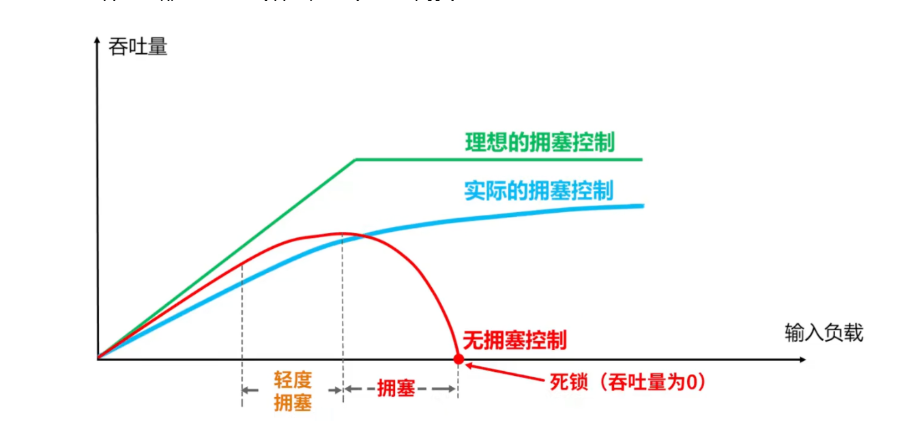 吞吐量
理想的拥塞控制
实际的拥塞控制
无拥塞控制
输入负载
轻度
拥塞
拥塞
死锁（吞吐量为0）